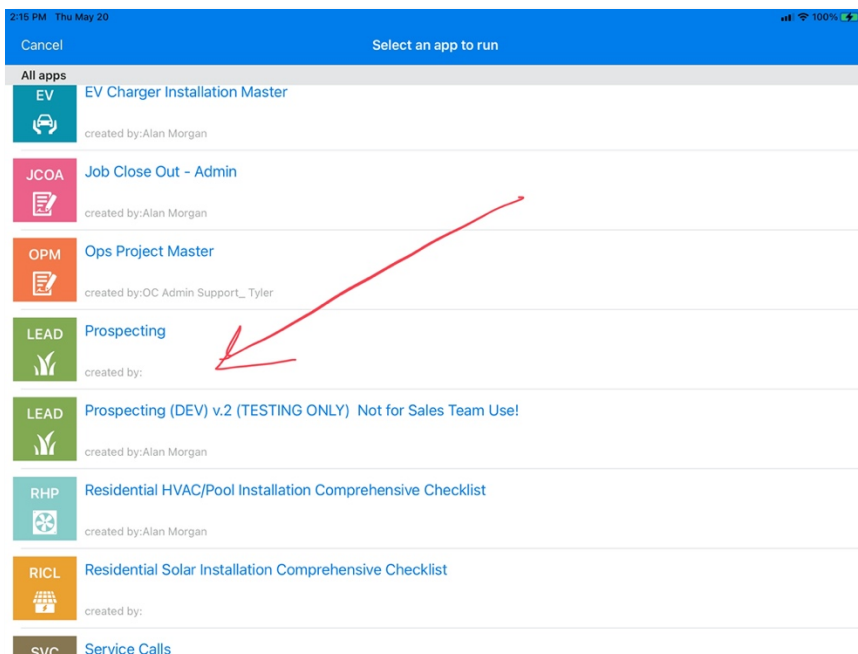 2:15 PM Thu May 20
100%
Cancel
Select an app to run
All apps
EV
EV Charger Installation Master
created by:Alan Morgan
JCOA
Job Close Out - Admin
created by:Alan Morgan
OPM
Ops Project Master
created by:OC Admin Support_ Tyler
LEAD
Prospecting
created by:
LEAD
Prospecting (DEV) v.2 (TESTING ONLY) Not for Sales Team Use!
created by:Alan Morgan
RHP
Residential HVAC/Pool Installation Comprehensive Checklist
created by:Alan Morgan
RICL
Residential Solar Installation Comprehensive Checklist
created by:
SVC
Service Calls